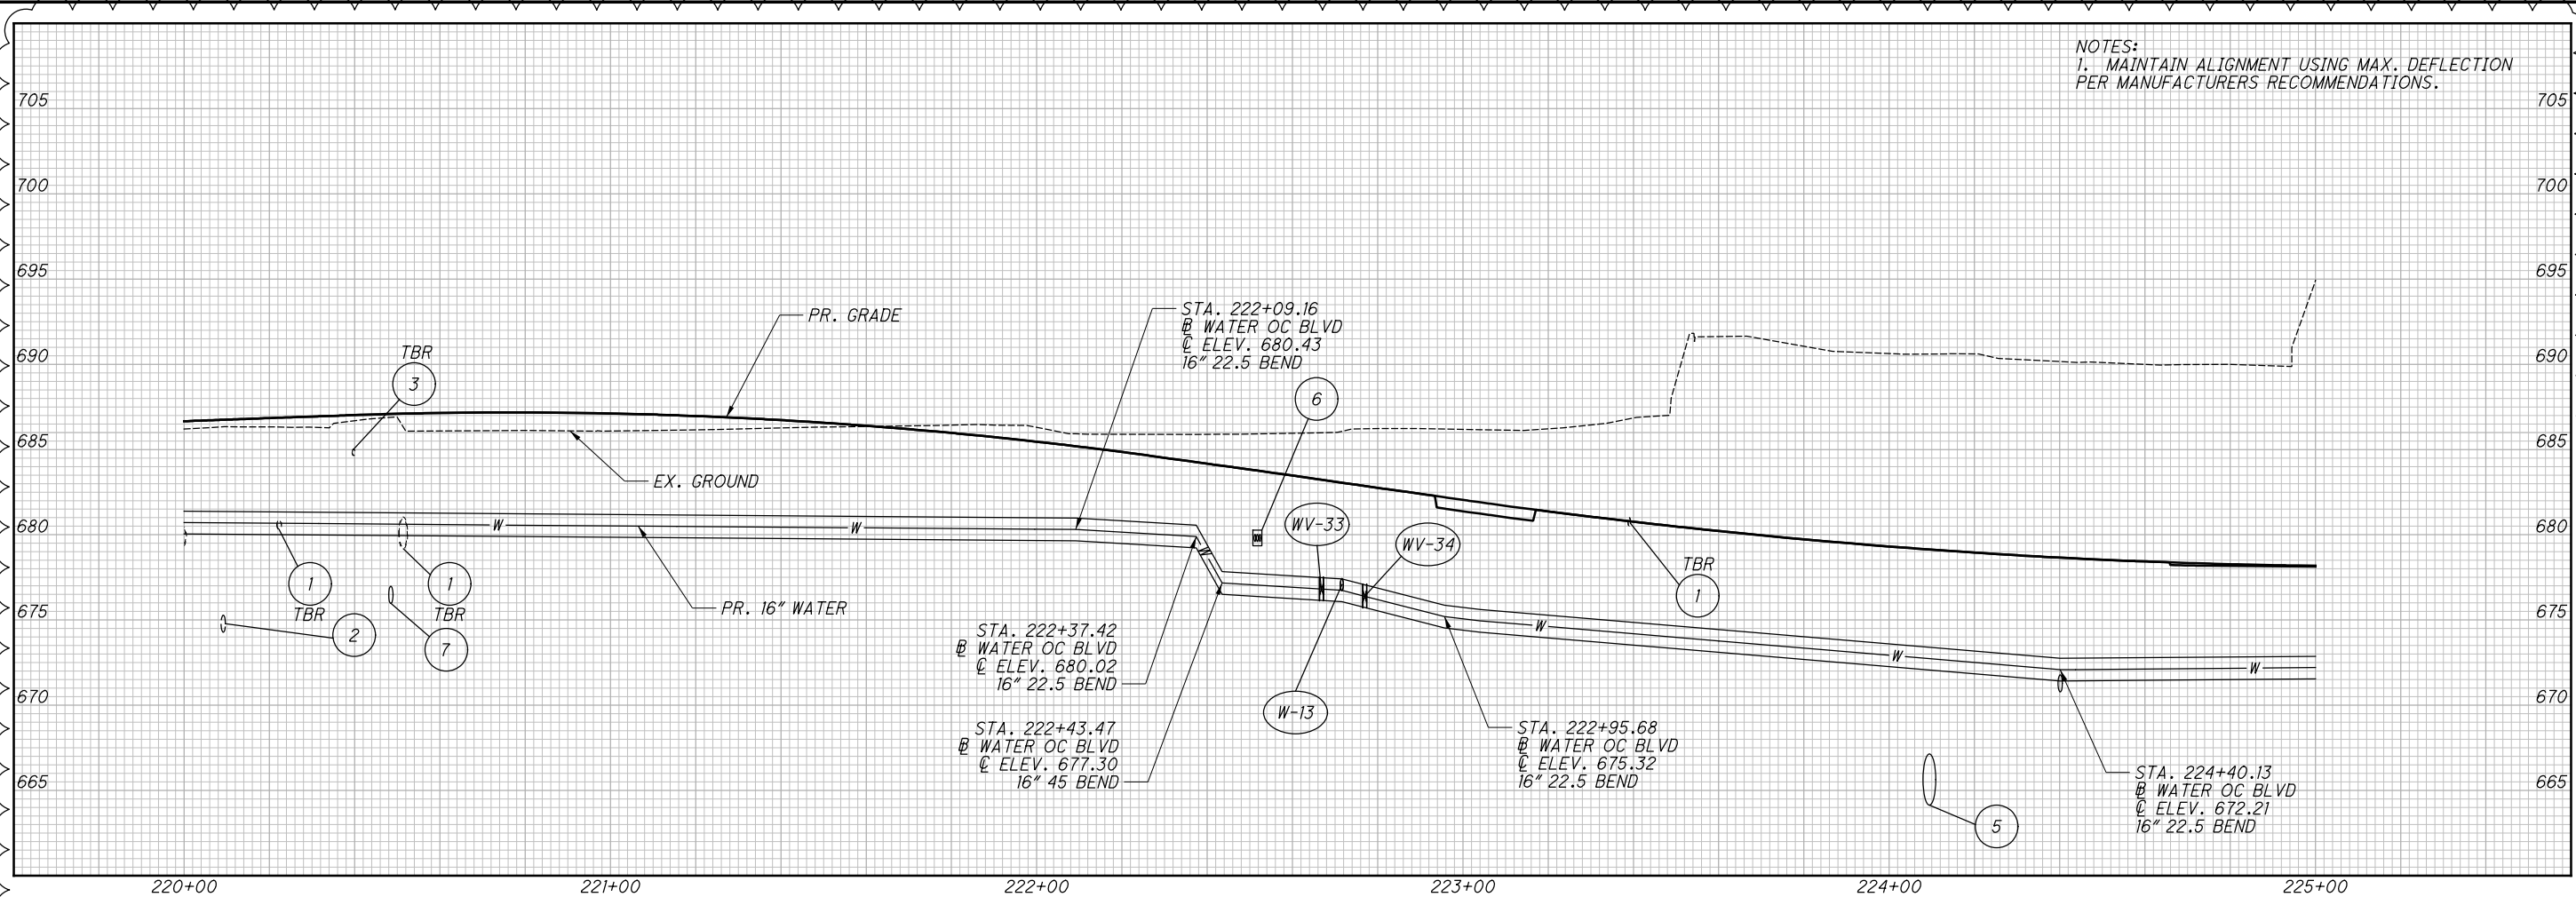 NOTES:
1. MAINTAIN ALIGNMENT USING MAX. DEFLECTION
PER MANUFACTURERS RECOMMENDATIONS.
705
705
700
700
695
695
690
690
685
685
680
680
675
675
670
670
665
665
PR. GRADE
STA. 222+09.16
℔ WATER OC BLVD
℄ ELEV. 680.43
16" 22.5 BEND
TBR
3
6
EX. GROUND
W
W
W
WV-33
WV-34
1
TBR
1
TBR
2
7
PR. 16" WATER
TBR
1
STA. 222+37.42
℔ WATER OC BLVD
℄ ELEV. 680.02
16" 22.5 BEND
W-13
W
W
W
STA. 222+43.47
℔ WATER OC BLVD
℄ ELEV. 677.30
16" 45 BEND
STA. 222+95.68
℔ WATER OC BLVD
℄ ELEV. 675.32
16" 22.5 BEND
5
STA. 224+40.13
℔ WATER OC BLVD
℄ ELEV. 672.21
16" 22.5 BEND
220+00
221+00
222+00
223+00
224+00
225+00